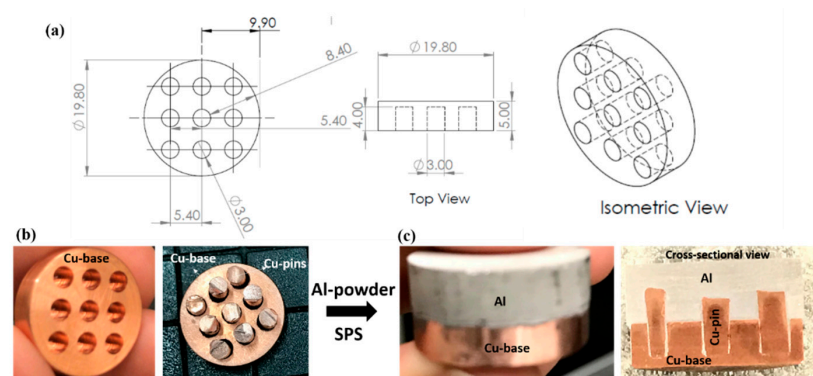 (a)
9.90
8.40
Ø19.80
5.40
5.40
Ø3.00
Ø19.80
4.00
5.00
Ø3.00
Top View
Isometric View
(b)
Cu-base
Cu-base
Cu-pins
Al-powder
SPS
(c)
Al
Cu-base
Cross-sectional view
Al
Cu-pin
Cu-base